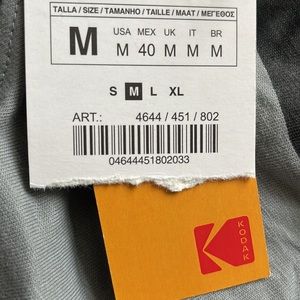 TALLA / SIZE / TAMANHO / TAILLE / MAAT / ΜΕΓΕΘΟΣ
M
USA MEX UK IT BR
M 40 M M M
S M L XL
ART.: 4644 / 451 / 802
04644451802033
KODAK